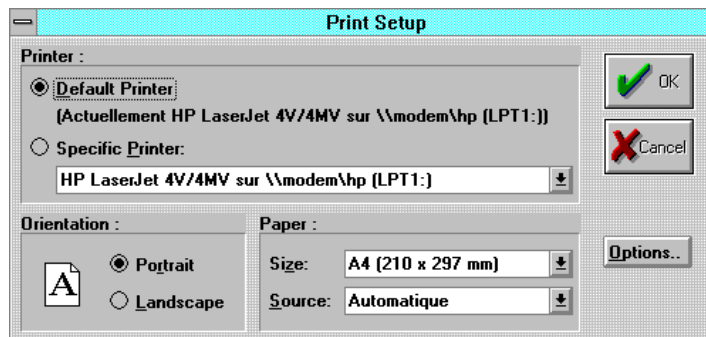 Print Setup
Printer :
Default Printer
(Actuellement HP LaserJet 4V/4MV sur \\modem\hp (LPT1:))
Specific Printer:
HP LaserJet 4V/4MV sur \\modem\hp (LPT1:)
OK
Cancel
Orientation :
A
Portrait
Landscape
Paper :
Size: A4 (210 x 297 mm)
Source: Automatique
Options..